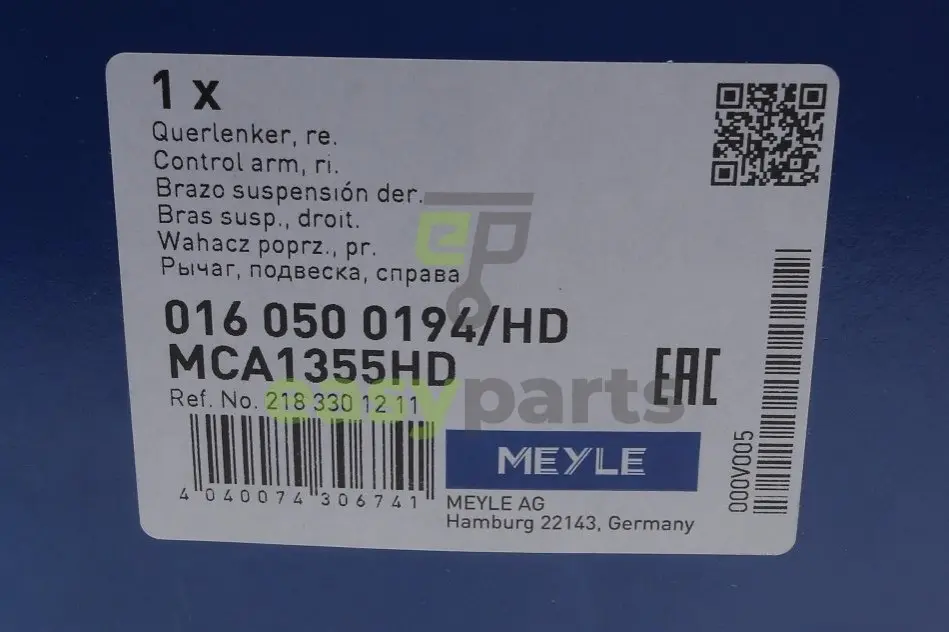 1 x
Querlenker, re.
Control arm, ri.
Brazo suspensión der.
Bras susp., droit.
Wahacz poprz., pr.
Рычаг, подвеска, справа
ep
016 050 0194/HD
MCA1355HD
EAC
easyparts
Ref. No. 218 330 12 11
4 040074 306741
MEYLE
MEYLE AG
Hamburg 22143, Germany
000V005